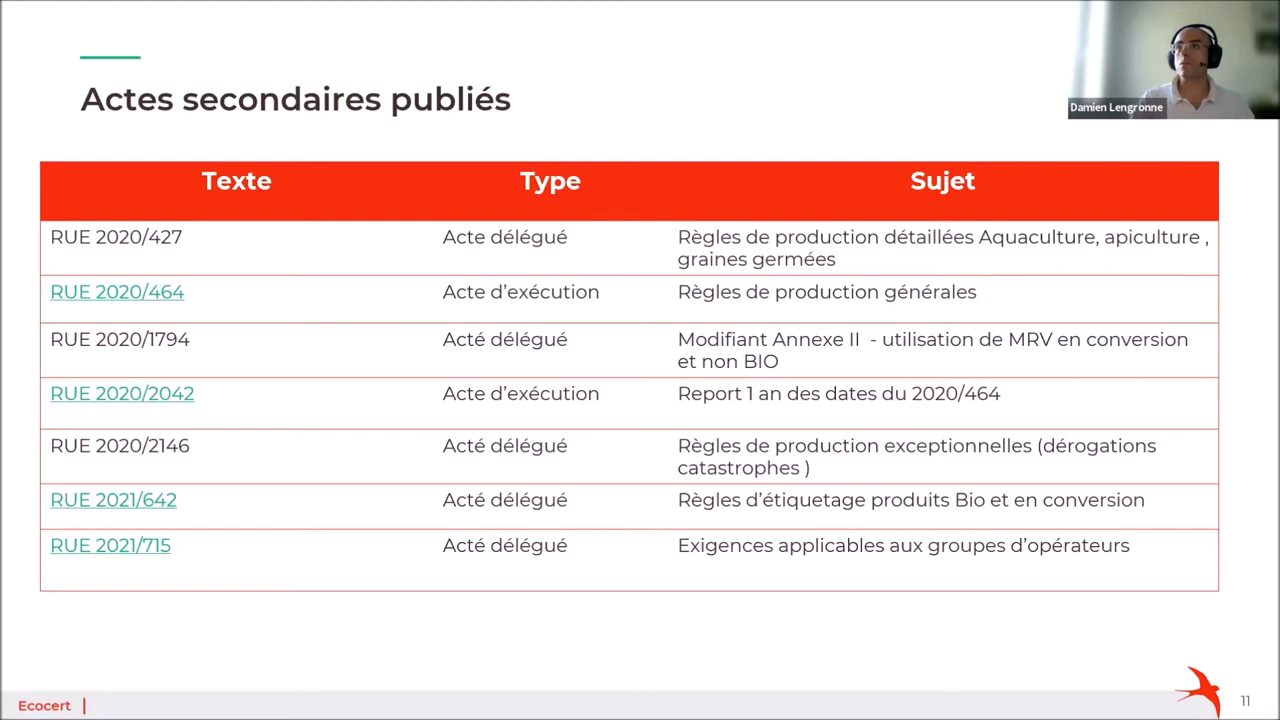 Actes secondaires publiés
Damien Lengronne
Texte Type Sujet
RUE 2020/427 Acte délégué Règles de production détaillées Aquaculture, apiculture ,
graines germées
RUE 2020/464 Acte d’exécution Règles de production générales
RUE 2020/1794 Acté délégué Modifiant Annexe II - utilisation de MRV en conversion
et non BIO
RUE 2020/2042 Acte d’exécution Report 1 an des dates du 2020/464
RUE 2020/2146 Acté délégué Règles de production exceptionnelles (dérogations
catastrophes )
RUE 2021/642 Acté délégué Règles d’étiquetage produits Bio et en conversion
RUE 2021/715 Acté délégué Exigences applicables aux groupes d’opérateurs
Ecocert |
11